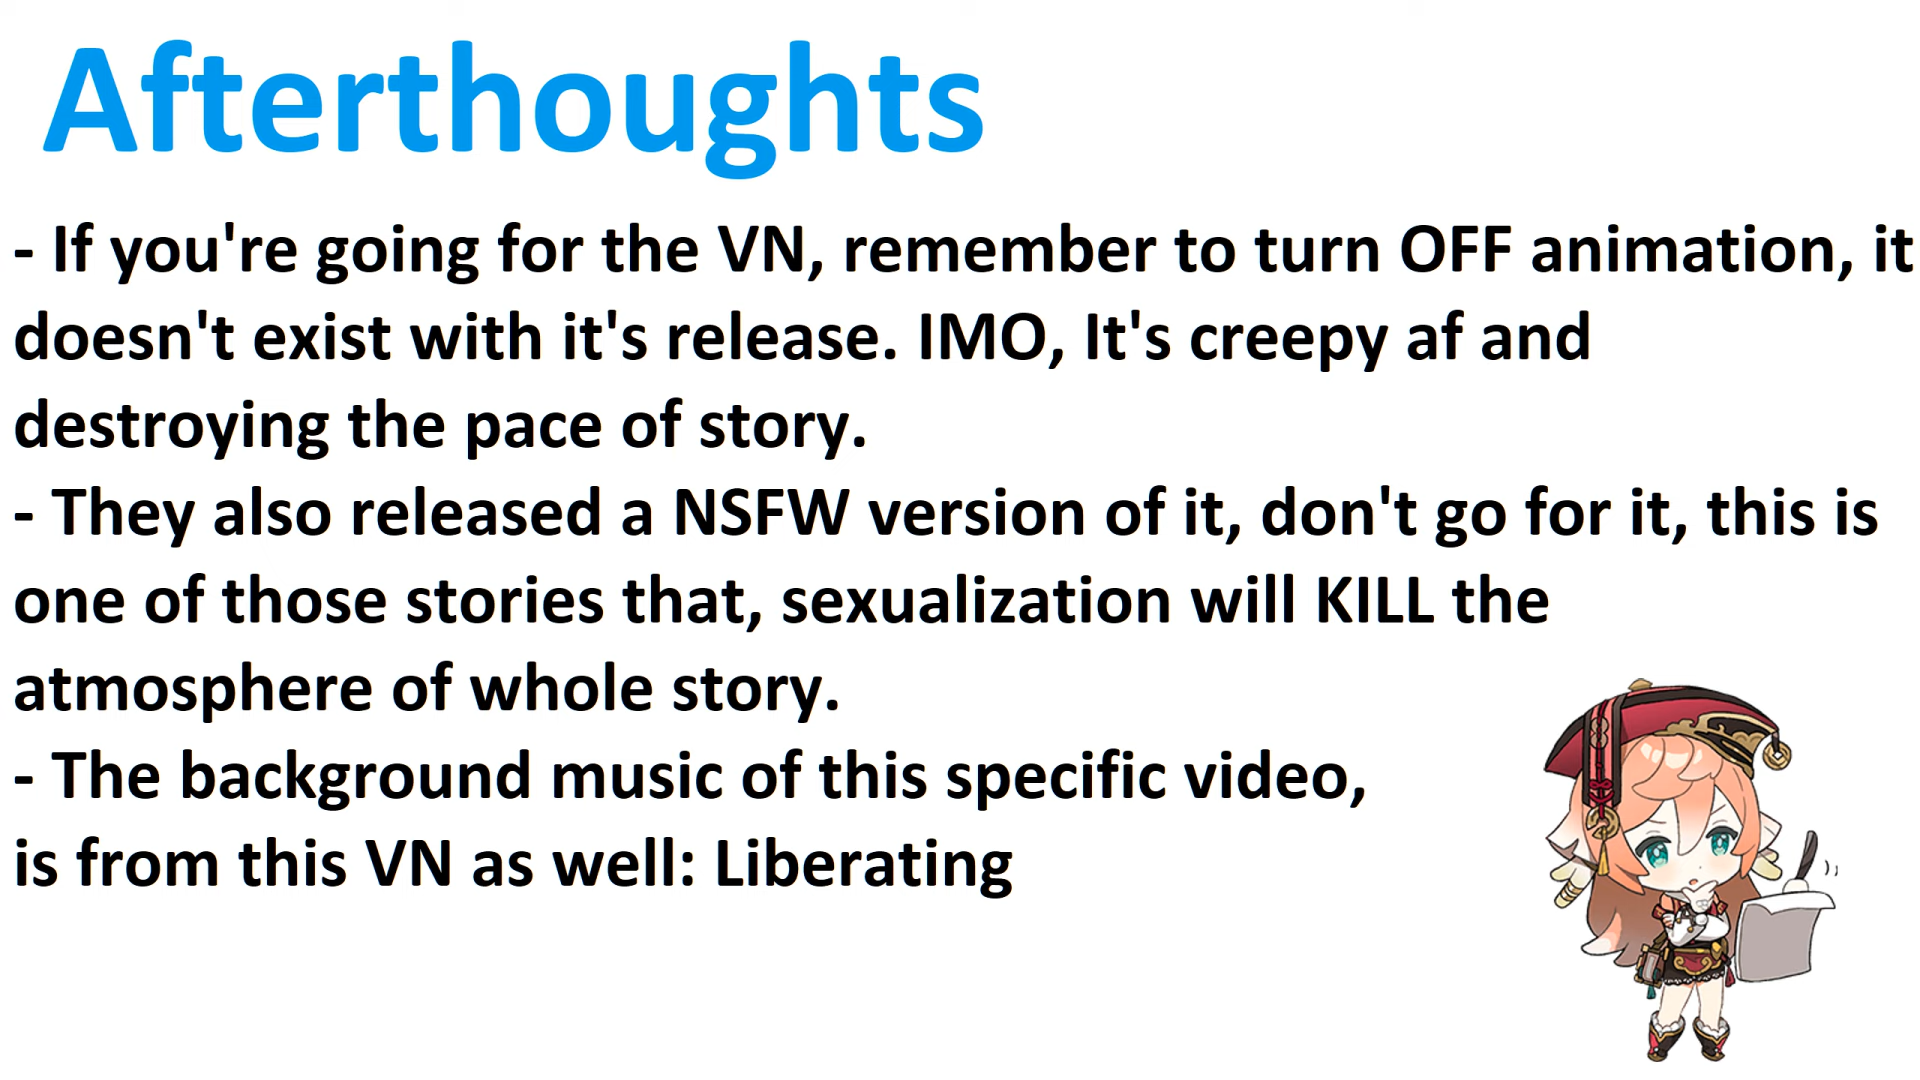 Afterthoughts
- If you're going for the VN, remember to turn OFF animation, it
doesn't exist with it's release. IMO, It's creepy af and
destroying the pace of story.
- They also released a NSFW version of it, don't go for it, this is
one of those stories that, sexualization will KILL the
atmosphere of whole story.
- The background music of this specific video,
is from this VN as well: Liberating